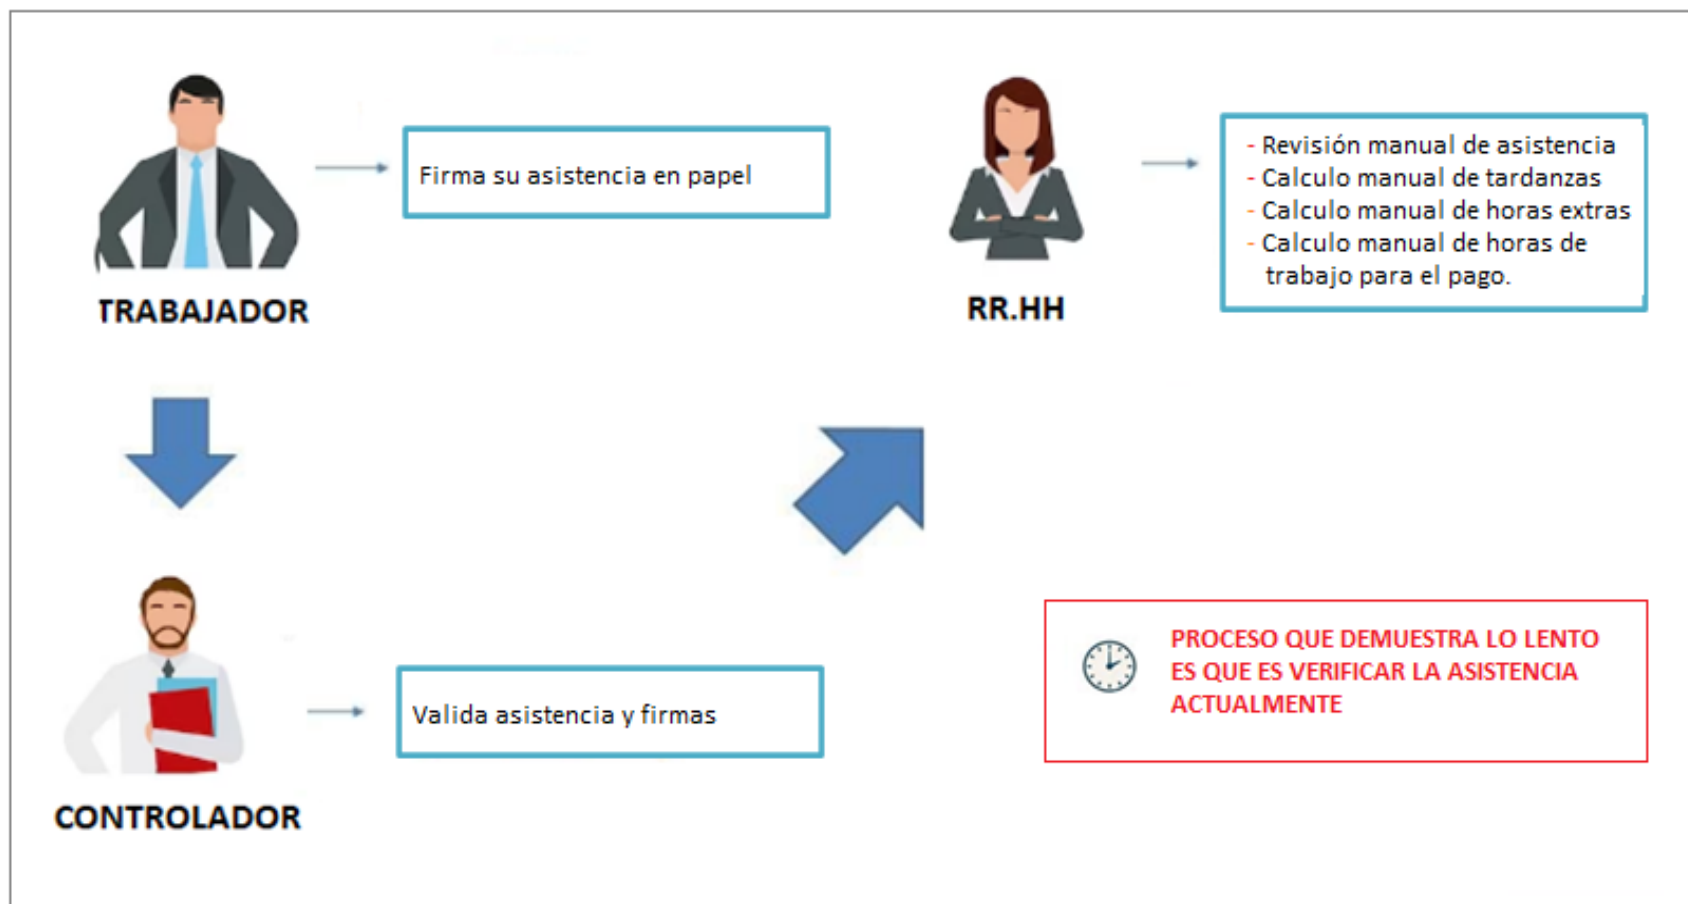 Firma su asistencia en papel
TRABAJADOR
- Revisión manual de asistencia
- Calculo manual de tardanzas
- Calculo manual de horas extras
- Calculo manual de horas de
trabajo para el pago.
RR.HH
Valida asistencia y firmas
CONTROLADOR
PROCESO QUE DEMUESTRA LO LENTO
ES QUE ES VERIFICAR LA ASISTENCIA
ACTUALMENTE